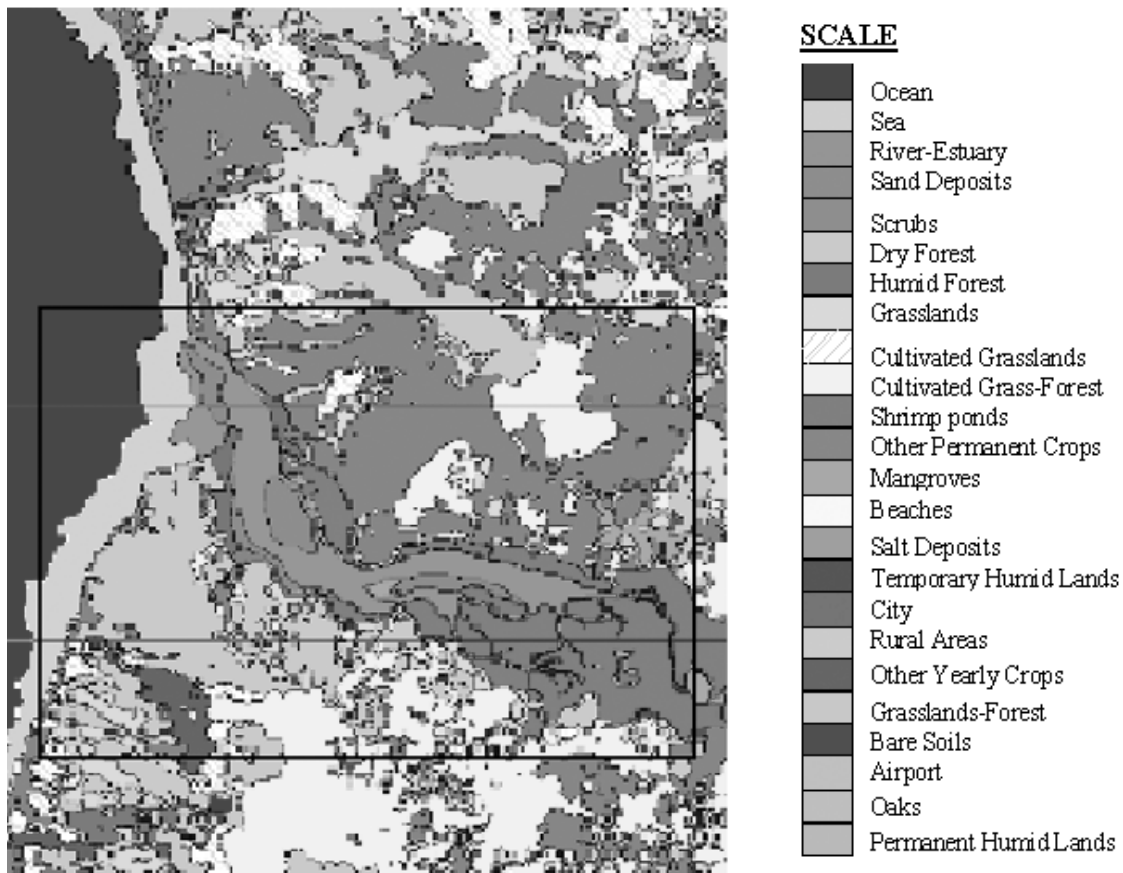 SCALE
Ocean
Sea
River-Estuary
Sand Deposits
Scrubs
Dry Forest
Humid Forest
Grasslands
Cultivated Grasslands
Cultivated Grass-Forest
Shrimp ponds
Other Permanent Crops
Mangroves
Beaches
Salt Deposits
Temporary Humid Lands
City
Rural Areas
Other Yearly Crops
Grasslands-Forest
Bare Soils
Airport
Oaks
Permanent Humid Lands